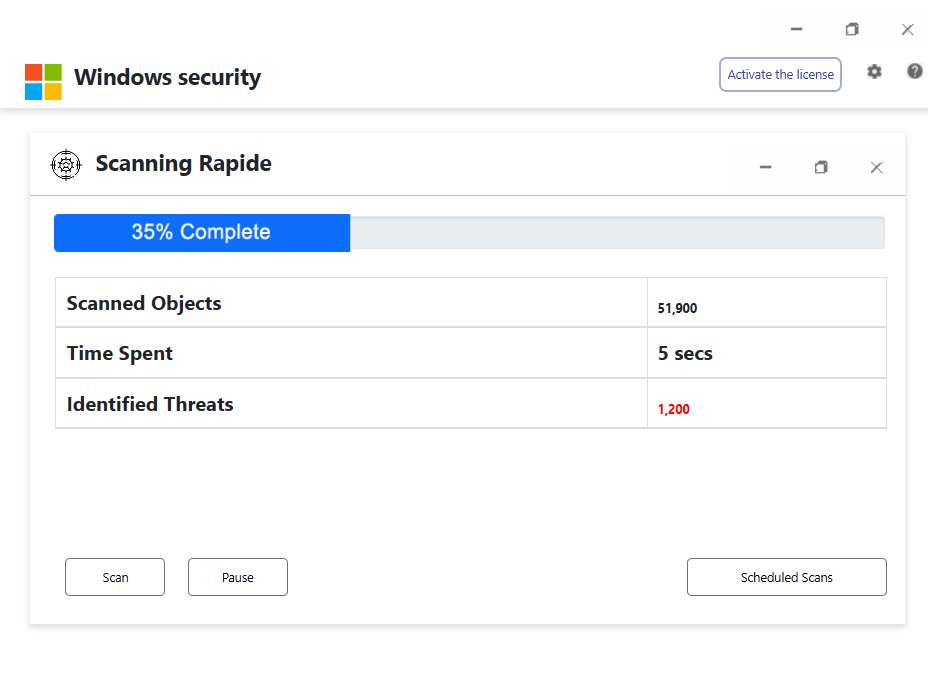 Windows security
Activate the license
Scanning Rapide
35% Complete
Scanned Objects 51,900
Time Spent 5 secs
Identified Threats 1,200
Scan Pause Scheduled Scans